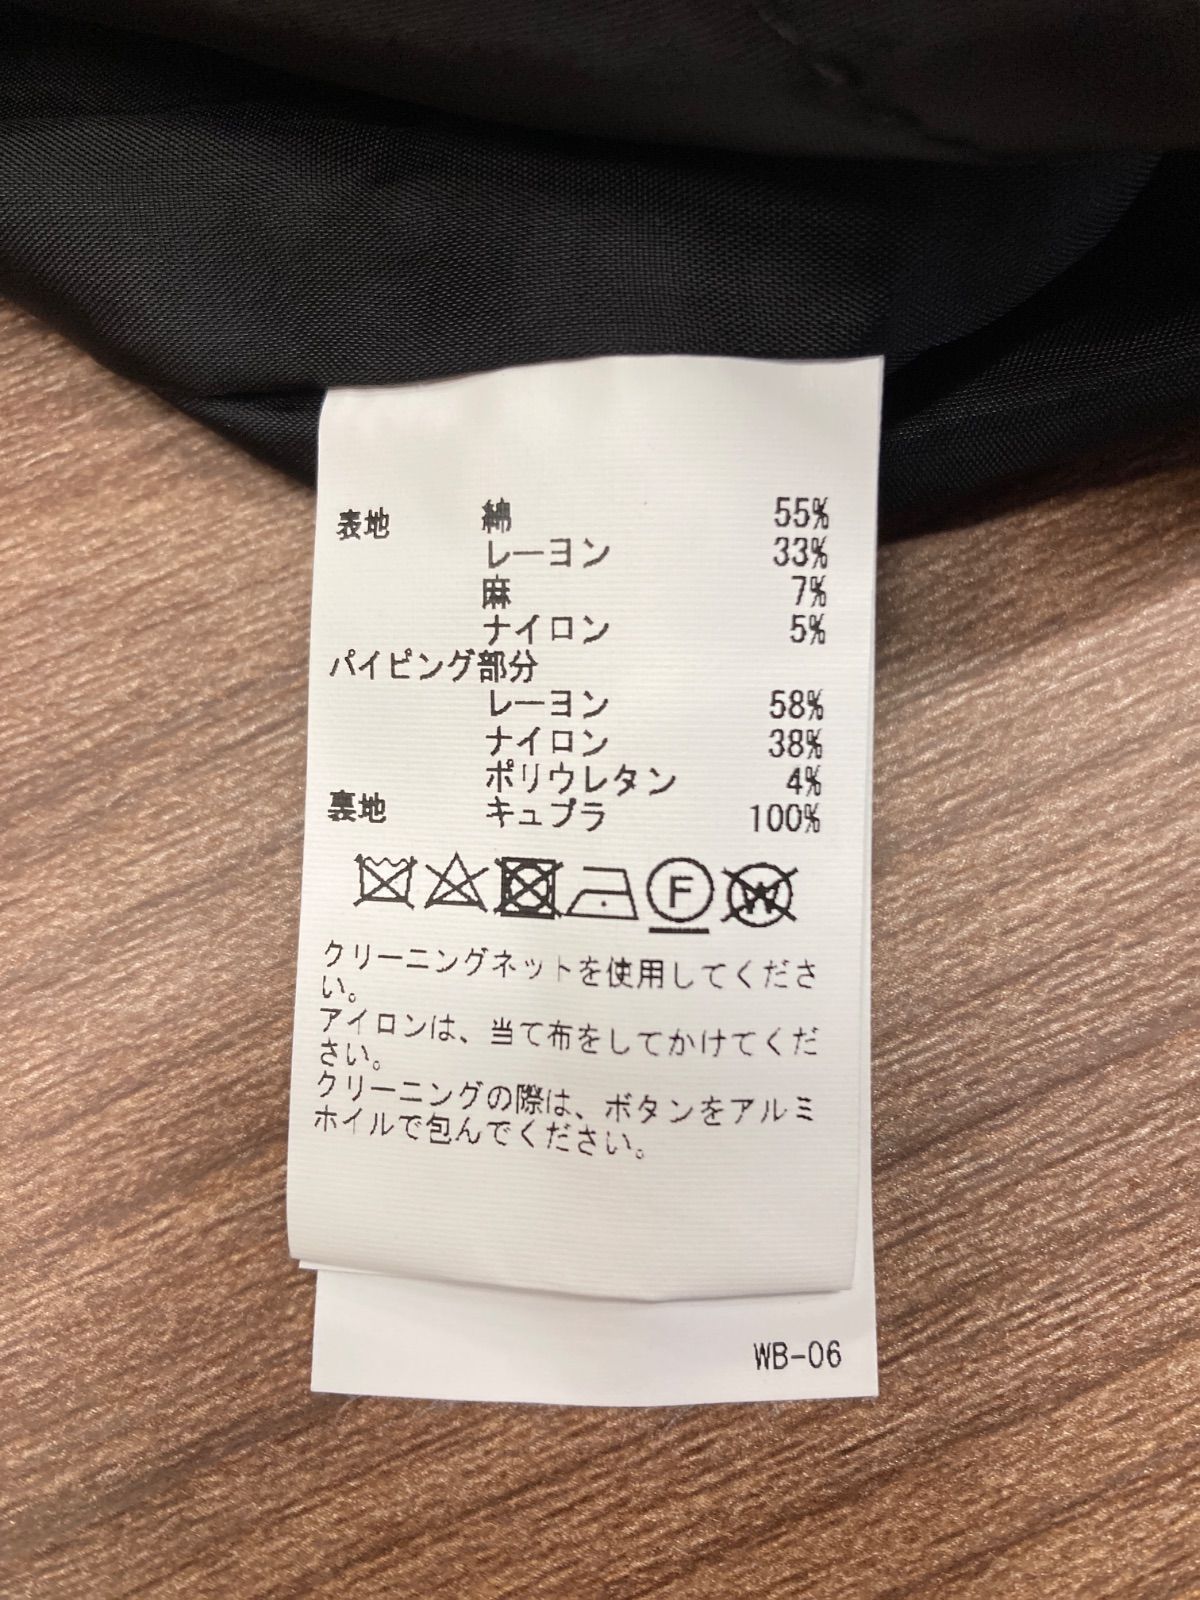 表地 綿 55%
レーヨン 33%
麻 7%
ナイロン 5%
パイピング部分
レーヨン 58%
ナイロン 38%
ポリウレタン 4%
裏地 キュプラ 100%
F W
クリーニングネットを使用してくださ
い。
アイロンは、当て布をしてかけてくだ
さい。
クリーニングの際は、ボタンをアルミ
ホイルで包んでください。
WB-06